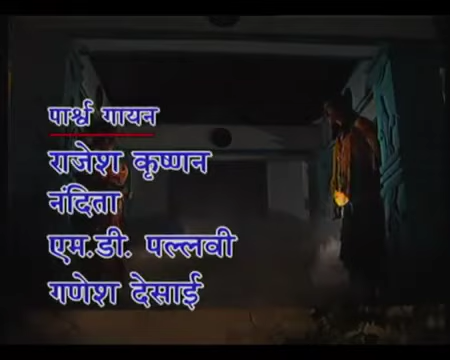 पार्श्व गायन
राजेश कृष्णन
नंदिता
एम.डी. पल्लवी
गणेश देसाई